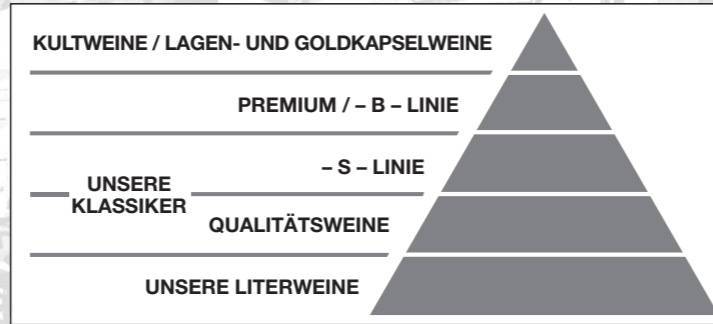 KULTWEINE / LAGEN- UND GOLDKAPSELWEINE
PREMIUM / – B – LINIE
– S – LINIE
UNSERE
KLASSIKER
QUALITÄTSWEINE
UNSERE LITERWEINE